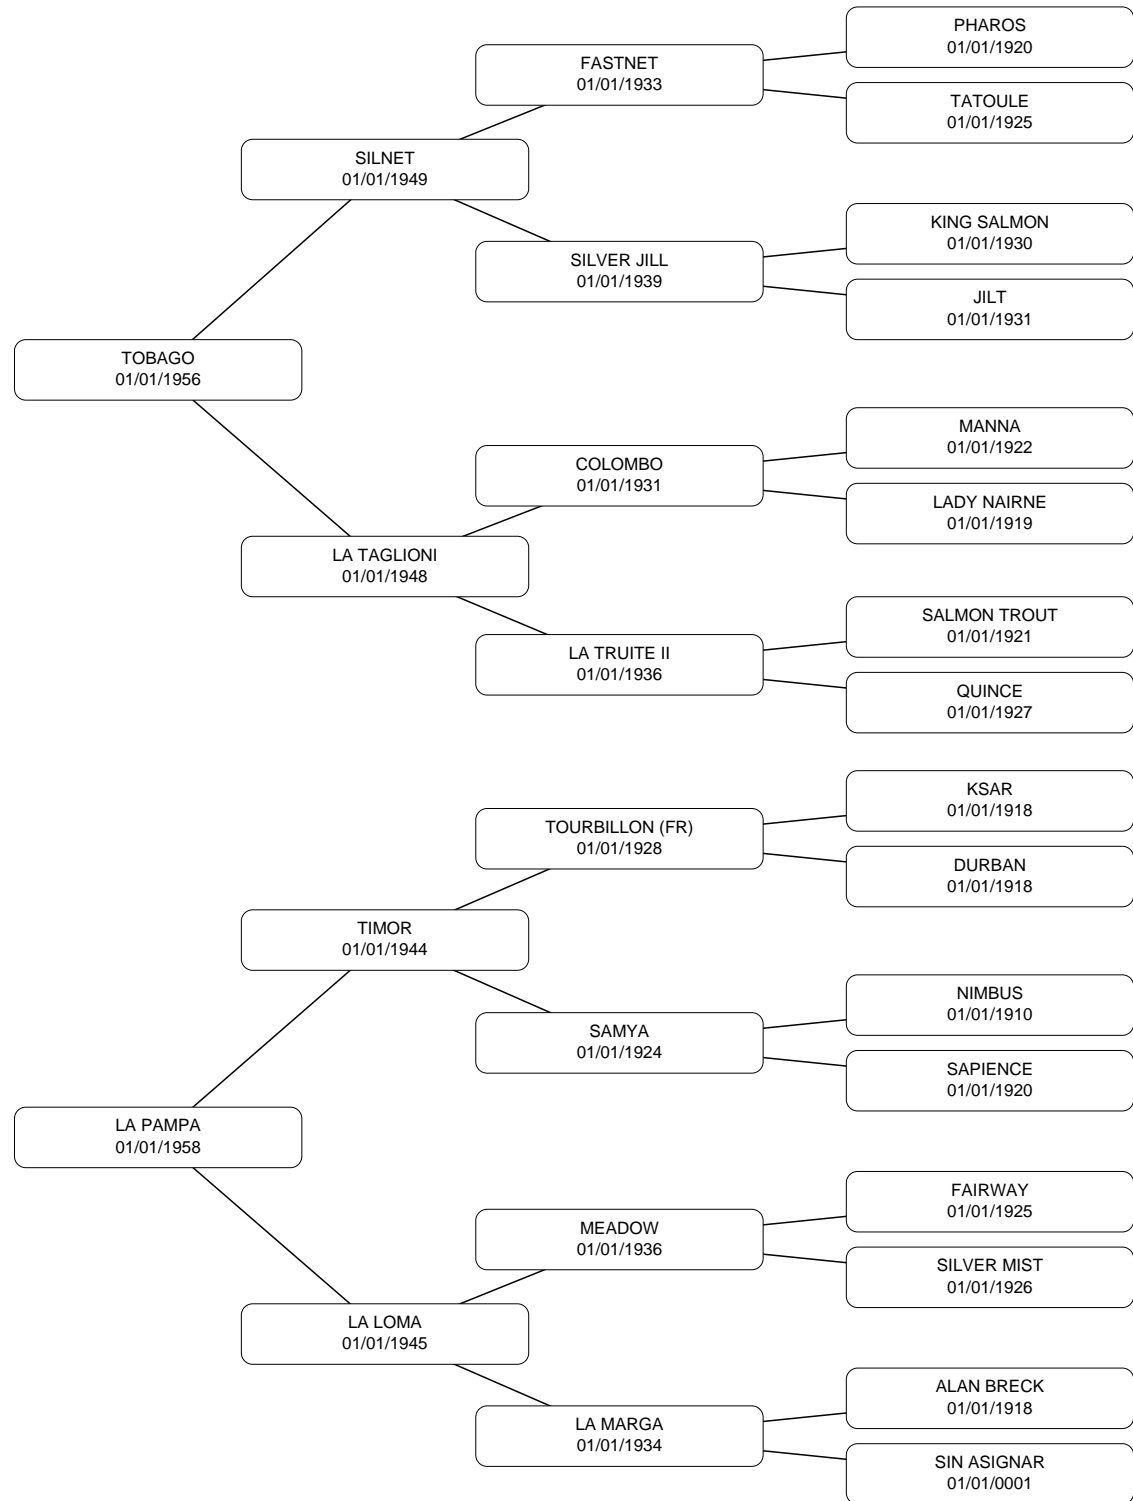 PHAROS
01/01/1920
FASTNET
01/01/1933
TATOULE
01/01/1925
SILNET
01/01/1949
KING SALMON
01/01/1930
SILVER JILL
01/01/1939
JILT
01/01/1931
TOBAGO
01/01/1956
MANNA
01/01/1922
COLOMBO
01/01/1931
LADY NAIRNE
01/01/1919
LA TAGLIONI
01/01/1948
SALMON TROUT
01/01/1921
LA TRUITE II
01/01/1936
QUINCE
01/01/1927
KSAR
01/01/1918
TOURBILLON (FR)
01/01/1928
DURBAN
01/01/1918
TIMOR
01/01/1944
NIMBUS
01/01/1910
SAMYA
01/01/1924
SAPIENCE
01/01/1920
LA PAMPA
01/01/1958
FAIRWAY
01/01/1925
MEADOW
01/01/1936
SILVER MIST
01/01/1926
LA LOMA
01/01/1945
ALAN BRECK
01/01/1918
LA MARGA
01/01/1934
SIN ASIGNAR
01/01/0001